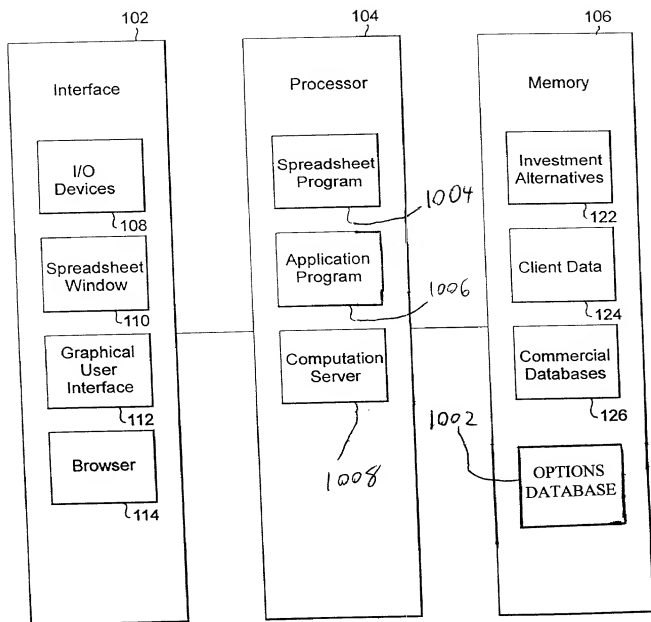 102
104
106
Interface
Processor
Memory
I/O
Devices
108
Spreadsheet
Window
110
Graphical
User
Interface
112
Browser
114
Spreadsheet
Program
1004
Application
Program
1006
Computation
Server
1008
Investment
Alternatives
122
Client Data
124
Commercial
Databases
126
1002
OPTIONS
DATABASE